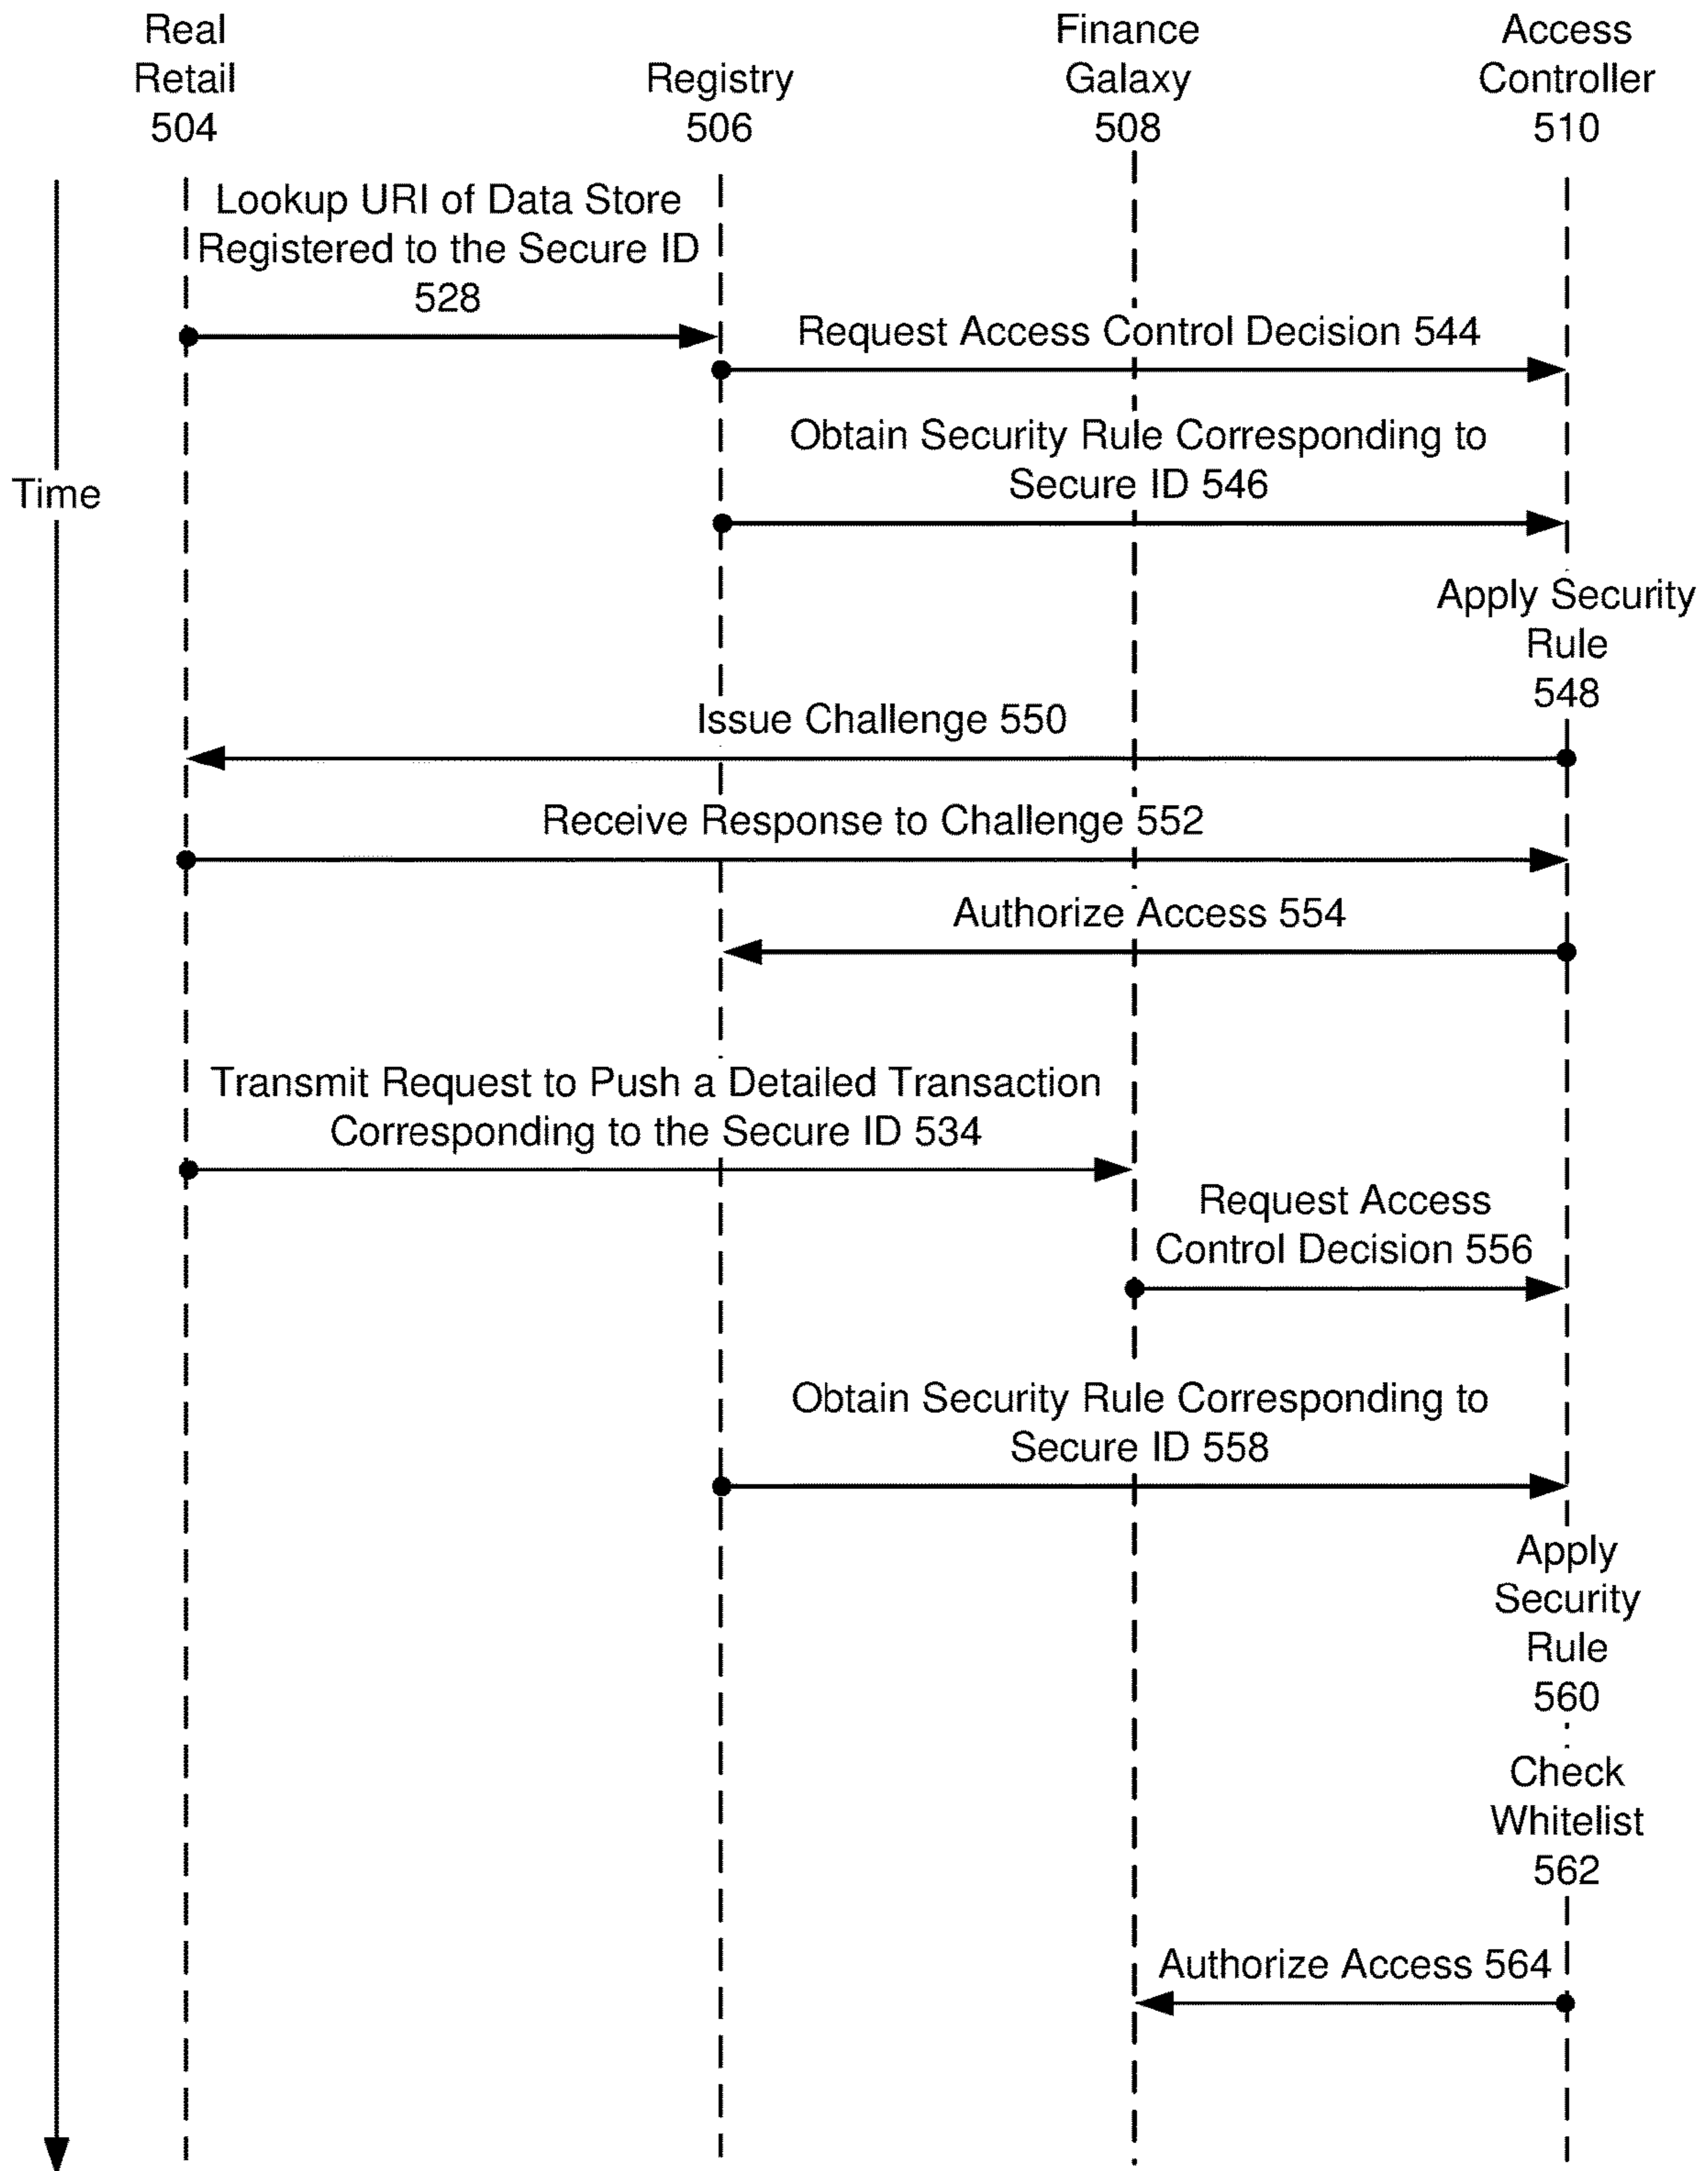 Real
Retail
504
Registry
506
Finance
Galaxy
508
Access
Controller
510
Time
Lookup URI of Data Store
Registered to the Secure ID
528
Request Access Control Decision 544
Obtain Security Rule Corresponding to
Secure ID 546
Apply Security
Rule
548
Issue Challenge 550
Receive Response to Challenge 552
Authorize Access 554
Transmit Request to Push a Detailed Transaction
Corresponding to the Secure ID 534
Request Access
Control Decision 556
Obtain Security Rule Corresponding to
Secure ID 558
Apply
Security
Rule
560
Check
Whitelist
562
Authorize Access 564